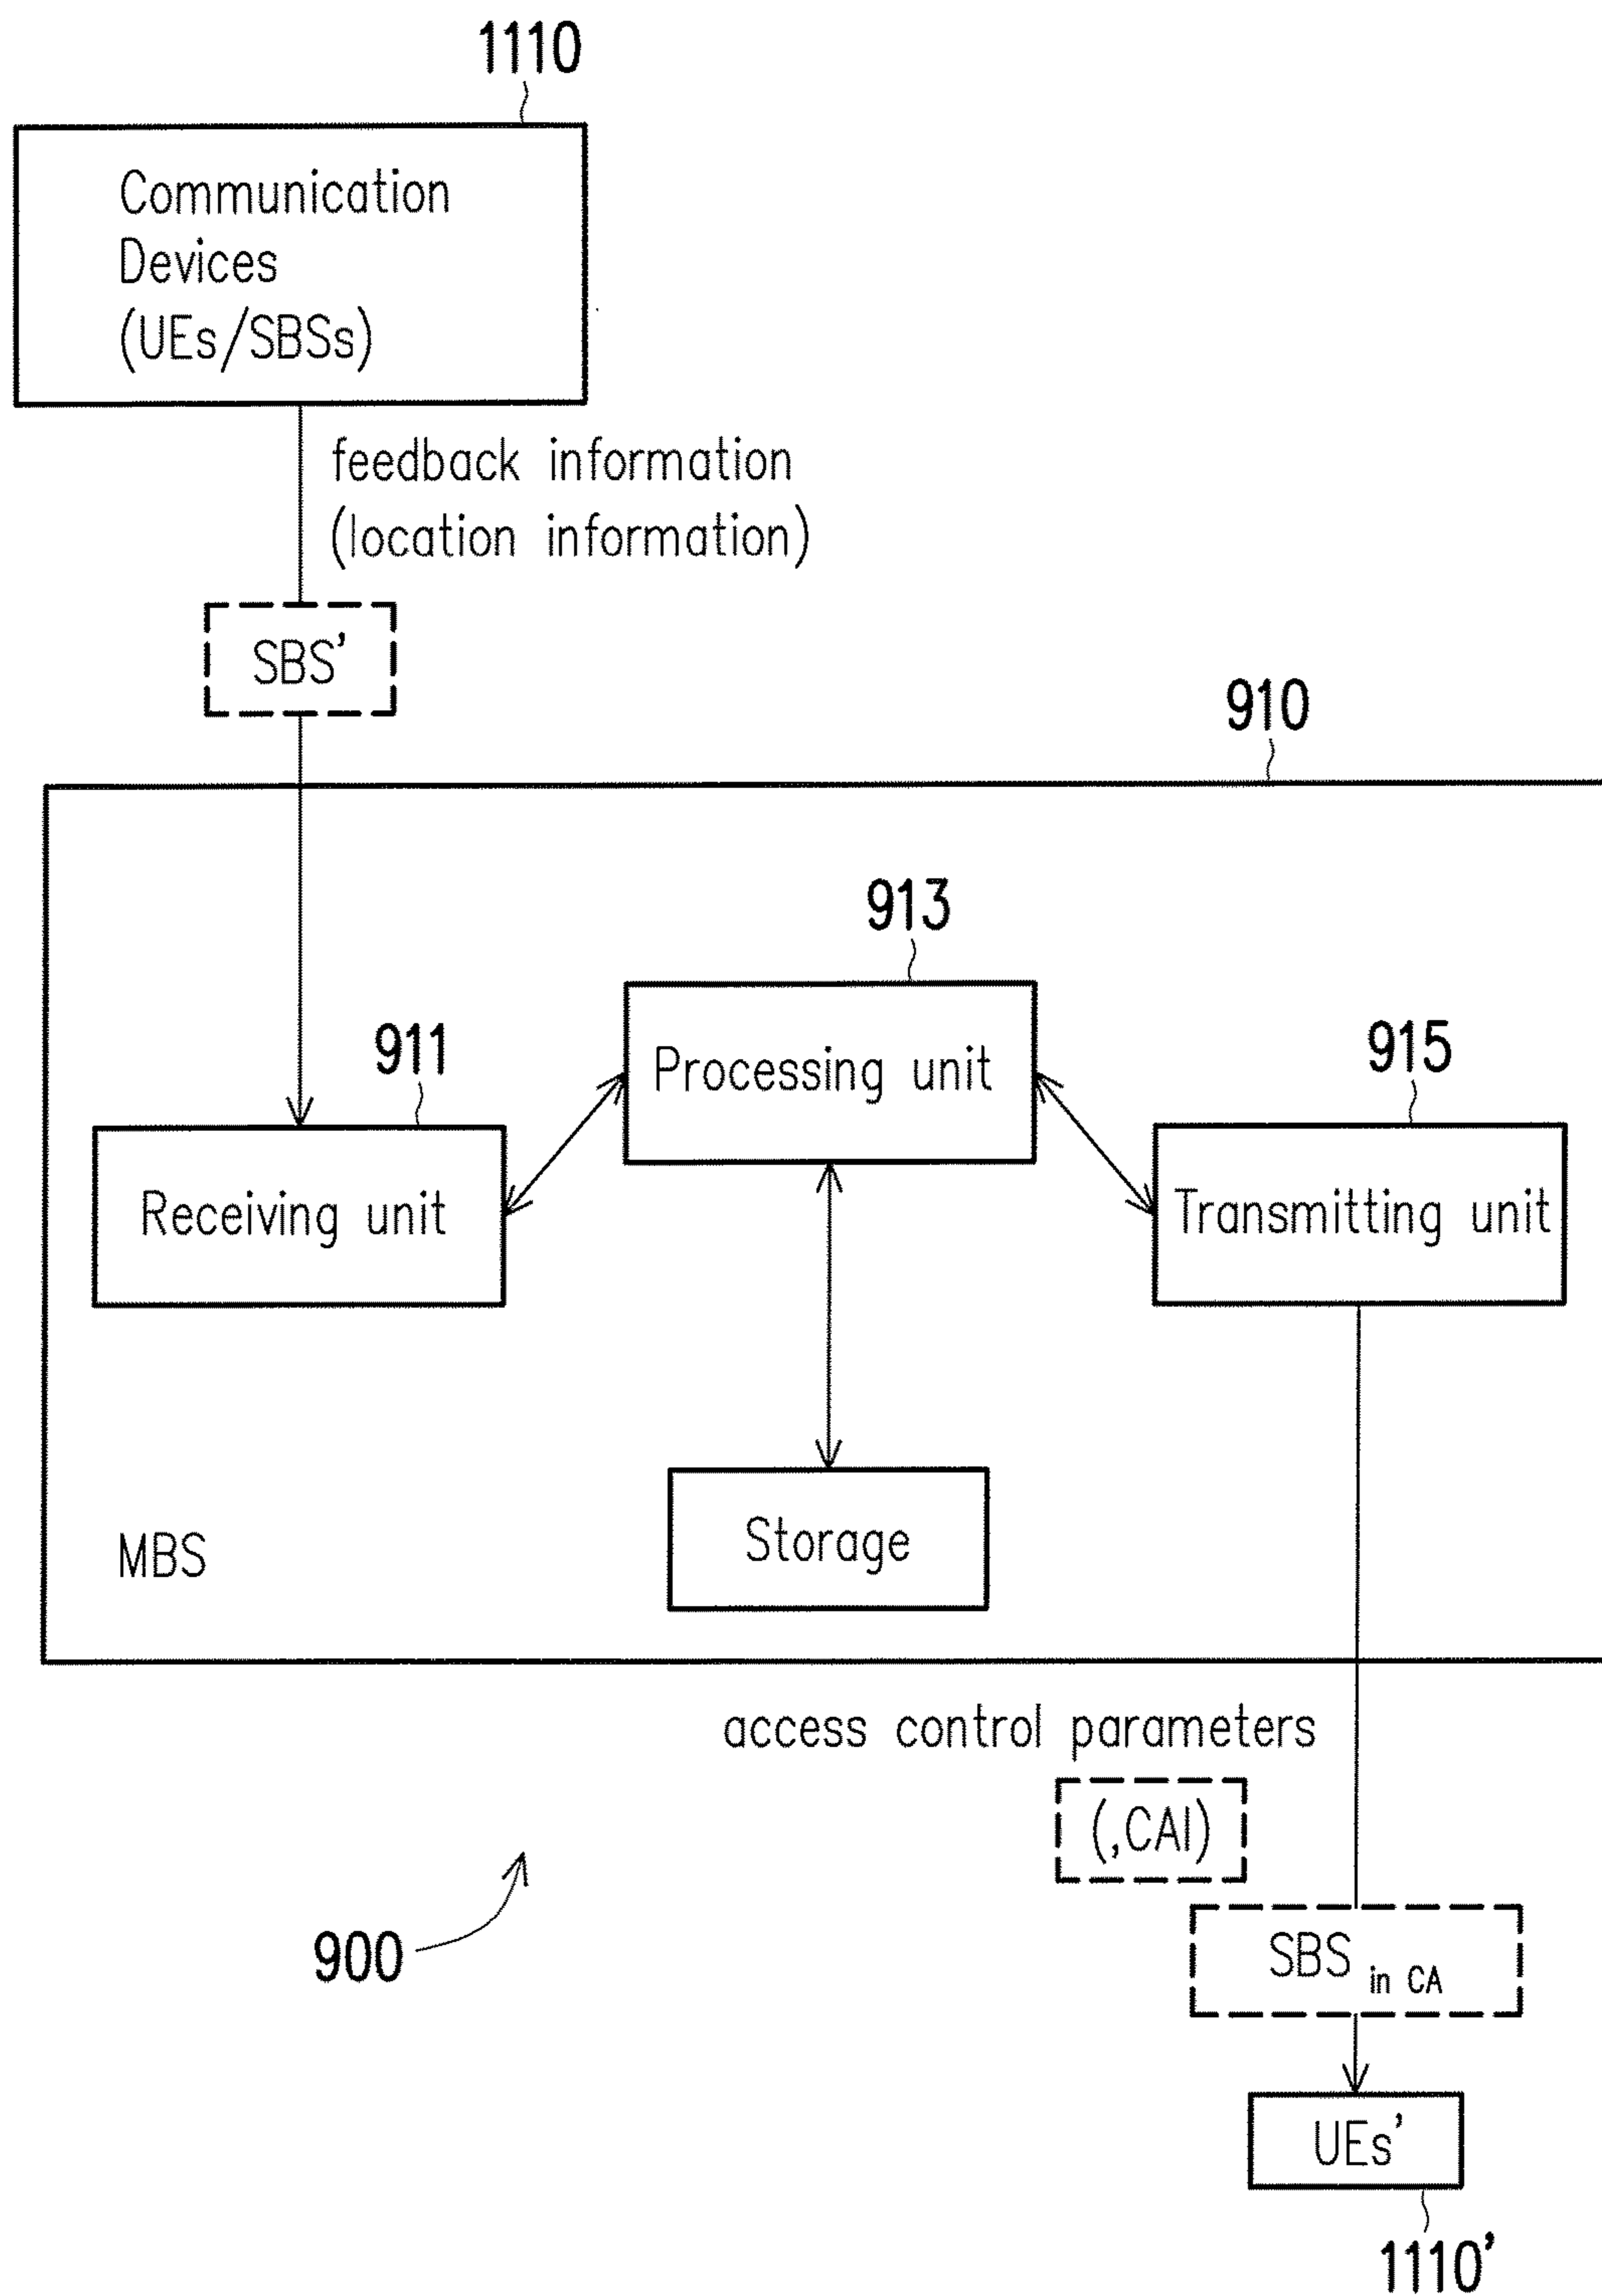 1110
Communication
Devices
(UEs/SBSs)
feedback information
(location information)
SBS'
910
913
911
Processing unit
915
Receiving unit
Transmitting unit
Storage
MBS
access control parameters
(,CAI)
900
SBS in CA
UEs'
1110'